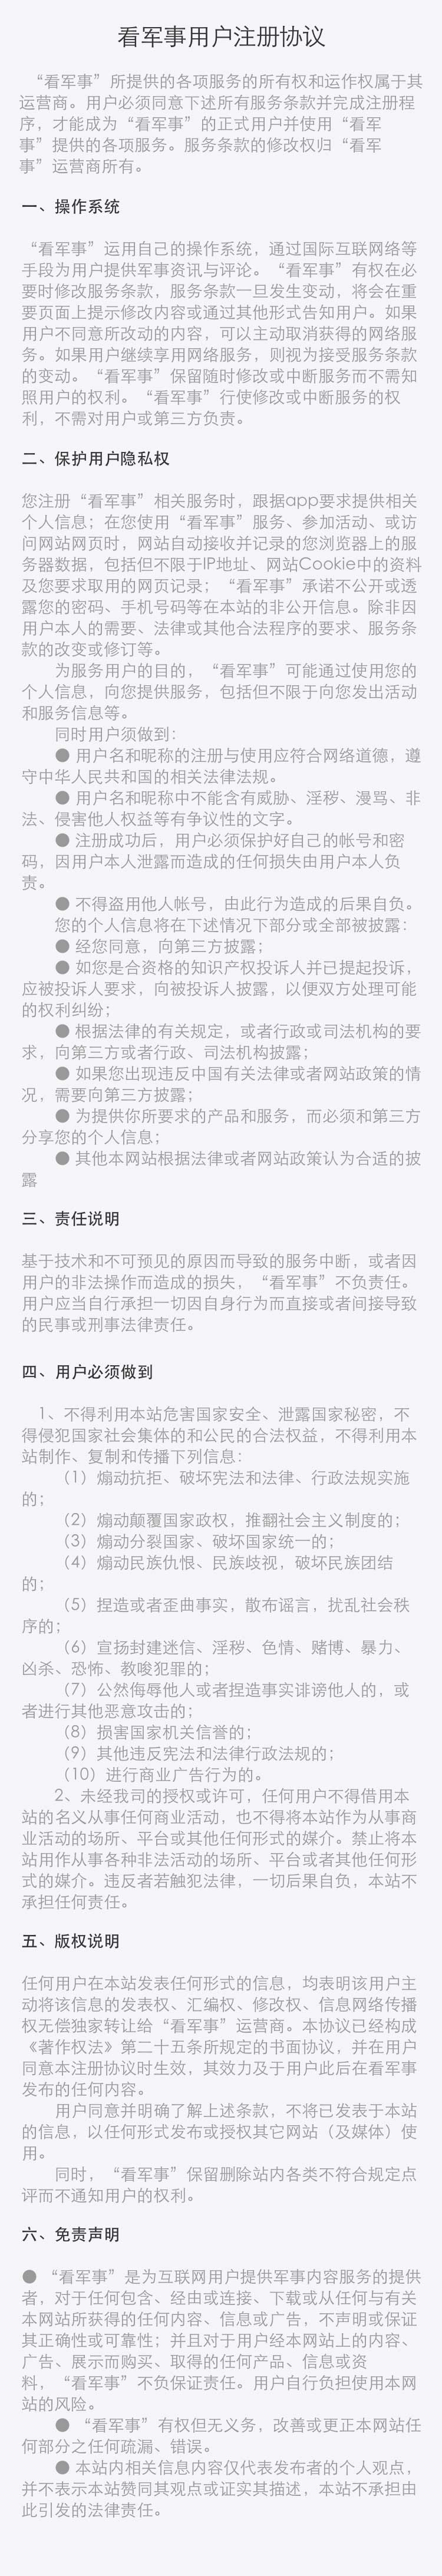 看军事用户注册协议
“看军事”所提供的各项服务的所有权和运作权属于其
运营商。用户必须同意下述所有服务条款并完成注册程
序，才能成为“看军事”的正式用户并使用“看军
事”提供的各项服务。服务条款的修改权归“看军
事”运营商所有。
一、操作系统
“看军事”运用自己的操作系统，通过国际互联网络等
手段为用户提供军事资讯与评论。“看军事”有权在必
要时修改服务条款，服务条款一旦发生变动，将会在重
要页面上提示修改内容或通过其他形式告知用户。如果
用户不同意所改动的内容，可以主动取消获得的网络服
务。如果用户继续享用网络服务，则视为接受服务条款
的变动。“看军事”保留随时修改或中断服务而不需知
照用户的权利。“看军事”行使修改或中断服务的权
利，不需对用户或第三方负责。
二、保护用户隐私权
您注册“看军事”相关服务时，跟据app要求提供相关
个人信息；在您使用“看军事”服务、参加活动、或访
问网站网页时，网站自动接收并记录的您浏览器上的服
务器数据，包括但不限于IP地址、网站Cookie中的资料
及您要求取用的网页记录；“看军事”承诺不公开或透
露您的密码、手机号码等在本站的非公开信息。除非因
用户本人的需要、法律或其他合法程序的要求、服务条
款的改变或修订等。
为服务用户的目的，“看军事”可能通过使用您的
个人信息，向您提供服务，包括但不限于向您发出活动
和服务信息等。
同时用户须做到：
● 用户名和昵称的注册与使用应符合网络道德，遵
守中华人民共和国的相关法律法规。
● 用户名和昵称中不能含有威胁、淫秽、漫骂、非
法、侵害他人权益等有争议性的文字。
● 注册成功后，用户必须保护好自己的帐号和密
码，因用户本人泄露而造成的任何损失由用户本人负
责。
● 不得盗用他人帐号，由此行为造成的后果自负。
您的个人信息将在下述情况下部分或全部被披露：
● 经您同意，向第三方披露；
● 如您是合资格的知识产权投诉人并已提起投诉，
应被投诉人要求，向被投诉人披露，以便双方处理可能
的权利纠纷；
● 根据法律的有关规定，或者行政或司法机构的要
求，向第三方或者行政、司法机构披露；
● 如果您出现违反中国有关法律或者网站政策的情
况，需要向第三方披露；
● 为提供你所要求的产品和服务，而必须和第三方
分享您的个人信息；
● 其他本网站根据法律或者网站政策认为合适的披
露
三、责任说明
基于技术和不可预见的原因而导致的服务中断，或者因
用户的非法操作而造成的损失，“看军事”不负责任。
用户应当自行承担一切因自身行为而直接或者间接导致
的民事或刑事法律责任。
四、用户必须做到
1、不得利用本站危害国家安全、泄露国家秘密，不
得侵犯国家社会集体的和公民的合法权益，不得利用本
站制作、复制和传播下列信息：
（1）煽动抗拒、破坏宪法和法律、行政法规实施
的；
（2）煽动颠覆国家政权，推翻社会主义制度的；
（3）煽动分裂国家、破坏国家统一的；
（4）煽动民族仇恨、民族歧视，破坏民族团结
的；
（5）捏造或者歪曲事实，散布谣言，扰乱社会秩
序的；
（6）宣扬封建迷信、淫秽、色情、赌博、暴力、
凶杀、恐怖、教唆犯罪的；
（7）公然侮辱他人或者捏造事实诽谤他人的，或
者进行其他恶意攻击的；
（8）损害国家机关信誉的；
（9）其他违反宪法和法律行政法规的；
（10）进行商业广告行为的。
2、未经我司的授权或许可，任何用户不得借用本
站的名义从事任何商业活动，也不得将本站作为从事商
业活动的场所、平台或其他任何形式的媒介。禁止将本
站用作从事各种非法活动的场所、平台或者其他任何形
式的媒介。违反者若触犯法律，一切后果自负，本站不
承担任何责任。
五、版权说明
任何用户在本站发表任何形式的信息，均表明该用户主
动将该信息的发表权、汇编权、修改权、信息网络传播
权无偿独家转让给“看军事”运营商。本协议已经构成
《著作权法》第二十五条所规定的书面协议，并在用户
同意本注册协议时生效，其效力及于用户此后在看军事
发布的任何内容。
用户同意并明确了解上述条款，不将已发表于本站
的信息，以任何形式发布或授权其它网站（及媒体）使
用。
同时，“看军事”保留删除站内各类不符合规定点
评而不通知用户的权利。
六、免责声明
● “看军事”是为互联网用户提供军事内容服务的提供
者，对于任何包含、经由或连接、下载或从任何与有关
本网站所获得的任何内容、信息或广告，不声明或保证
其正确性或可靠性；并且对于用户经本网站上的内容、
广告、展示而购买、取得的任何产品、信息或资
料，“看军事”不负保证责任。用户自行负担使用本网
站的风险。
● “看军事”有权但无义务，改善或更正本网站任
何部分之任何疏漏、错误。
● 本站内相关信息内容仅代表发布者的个人观点，
并不表示本站赞同其观点或证实其描述，本站不承担由
此引发的法律责任。